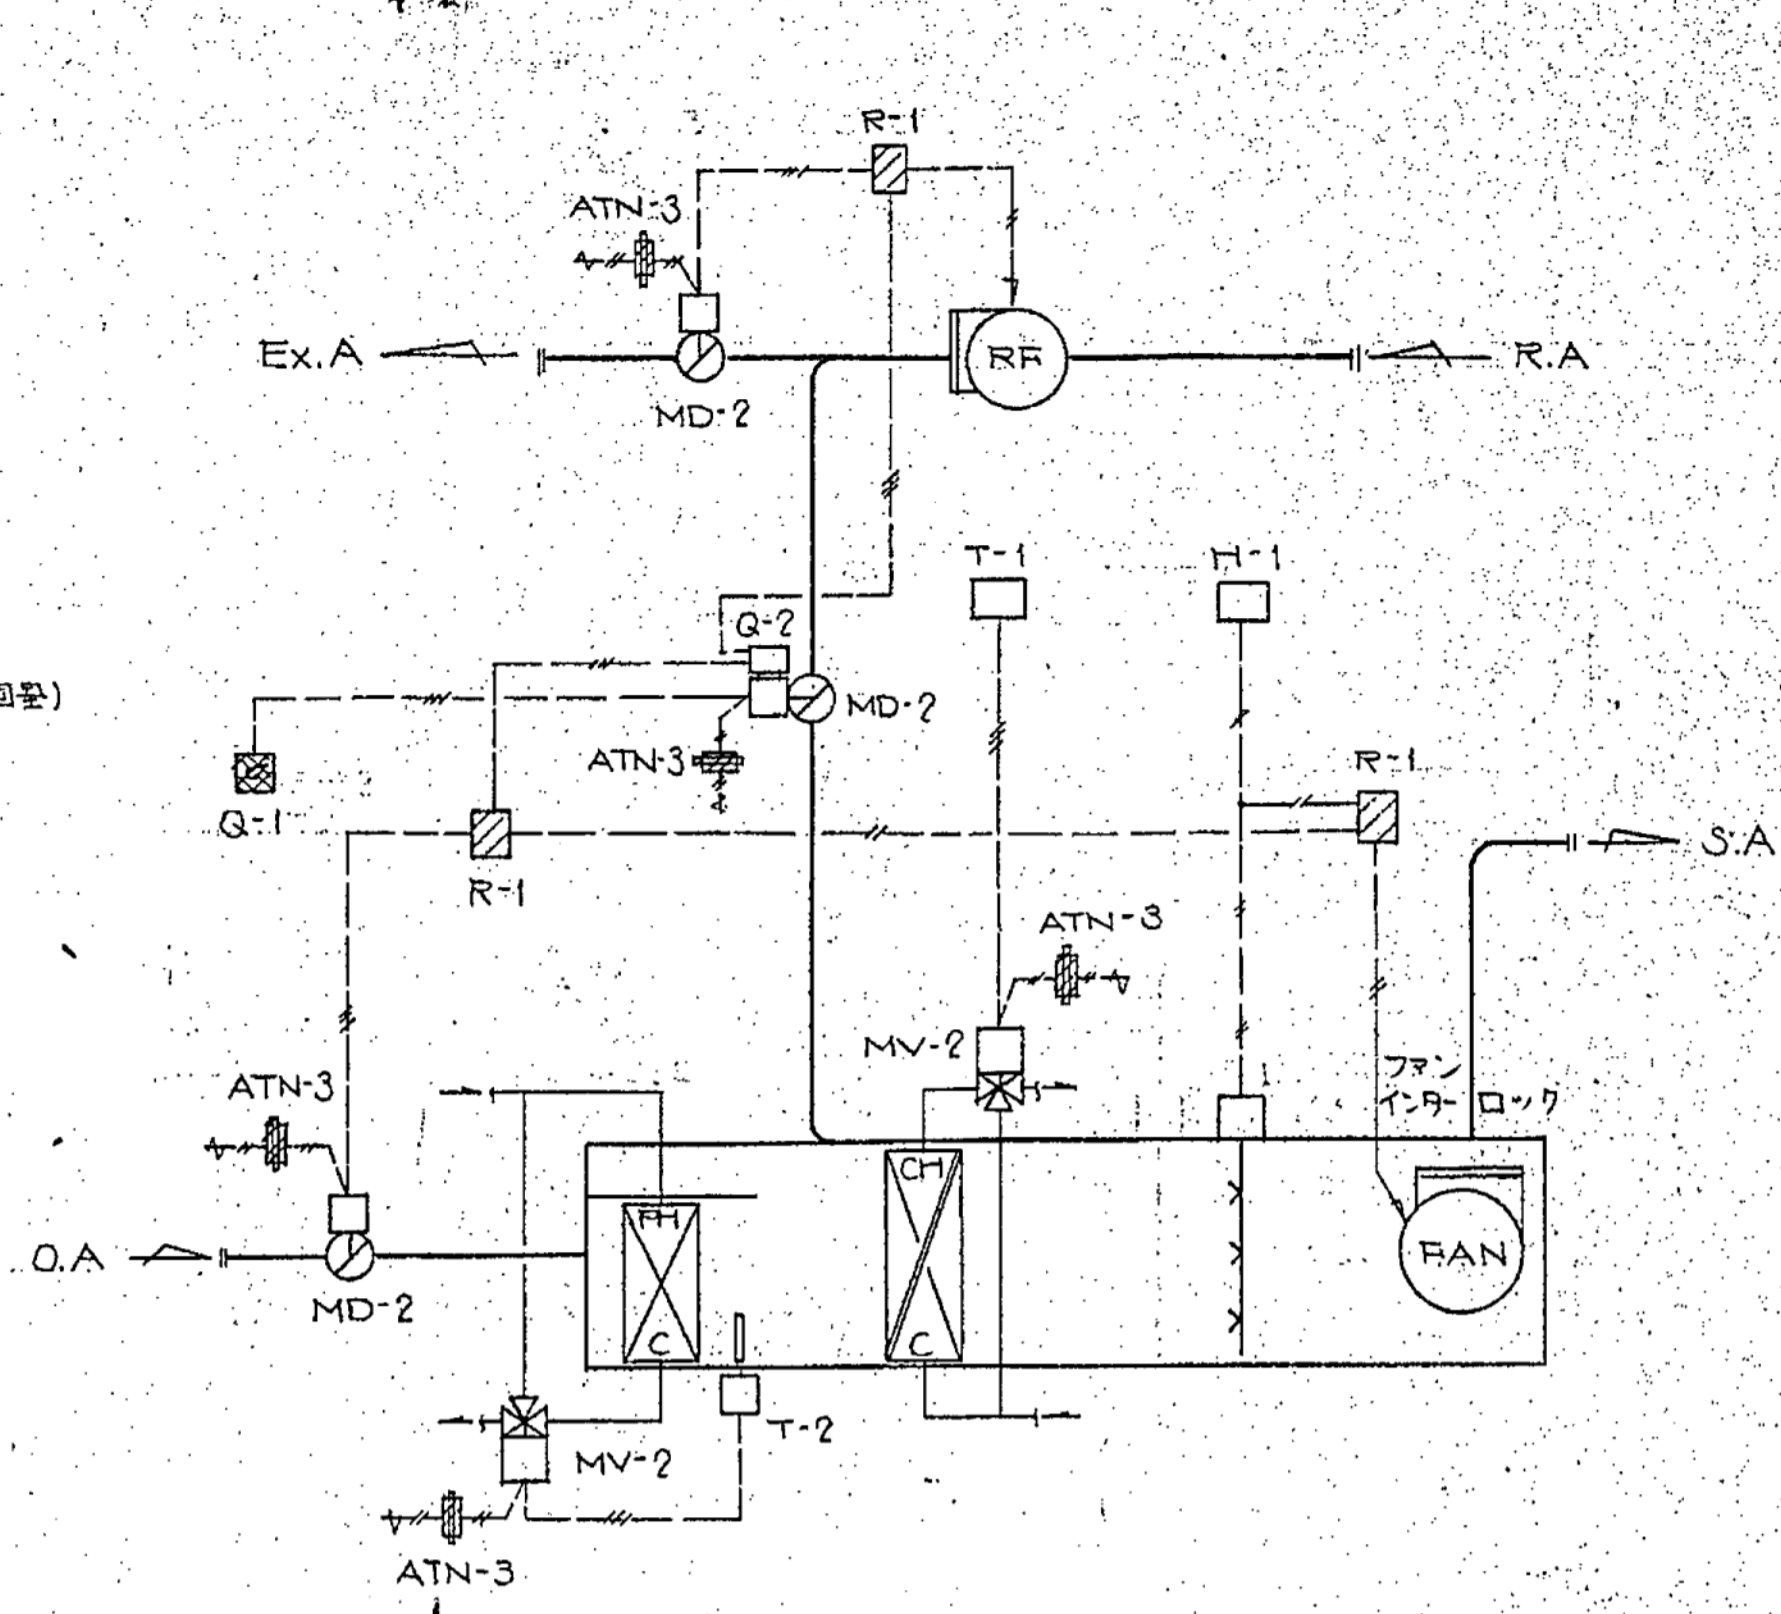 R-1
ATN-3
Ex.A
RF
R.A
MD-2
T-1
H-1
Q-2
MD-2
ATN-3
R-1
Q-1
S.A
R-1
ATN-3
MV-2
ファン
インターロック
ATN-3
CH
PH
O.A
FAN
MD-2
C
C
T-2
MV-2
ATN-3